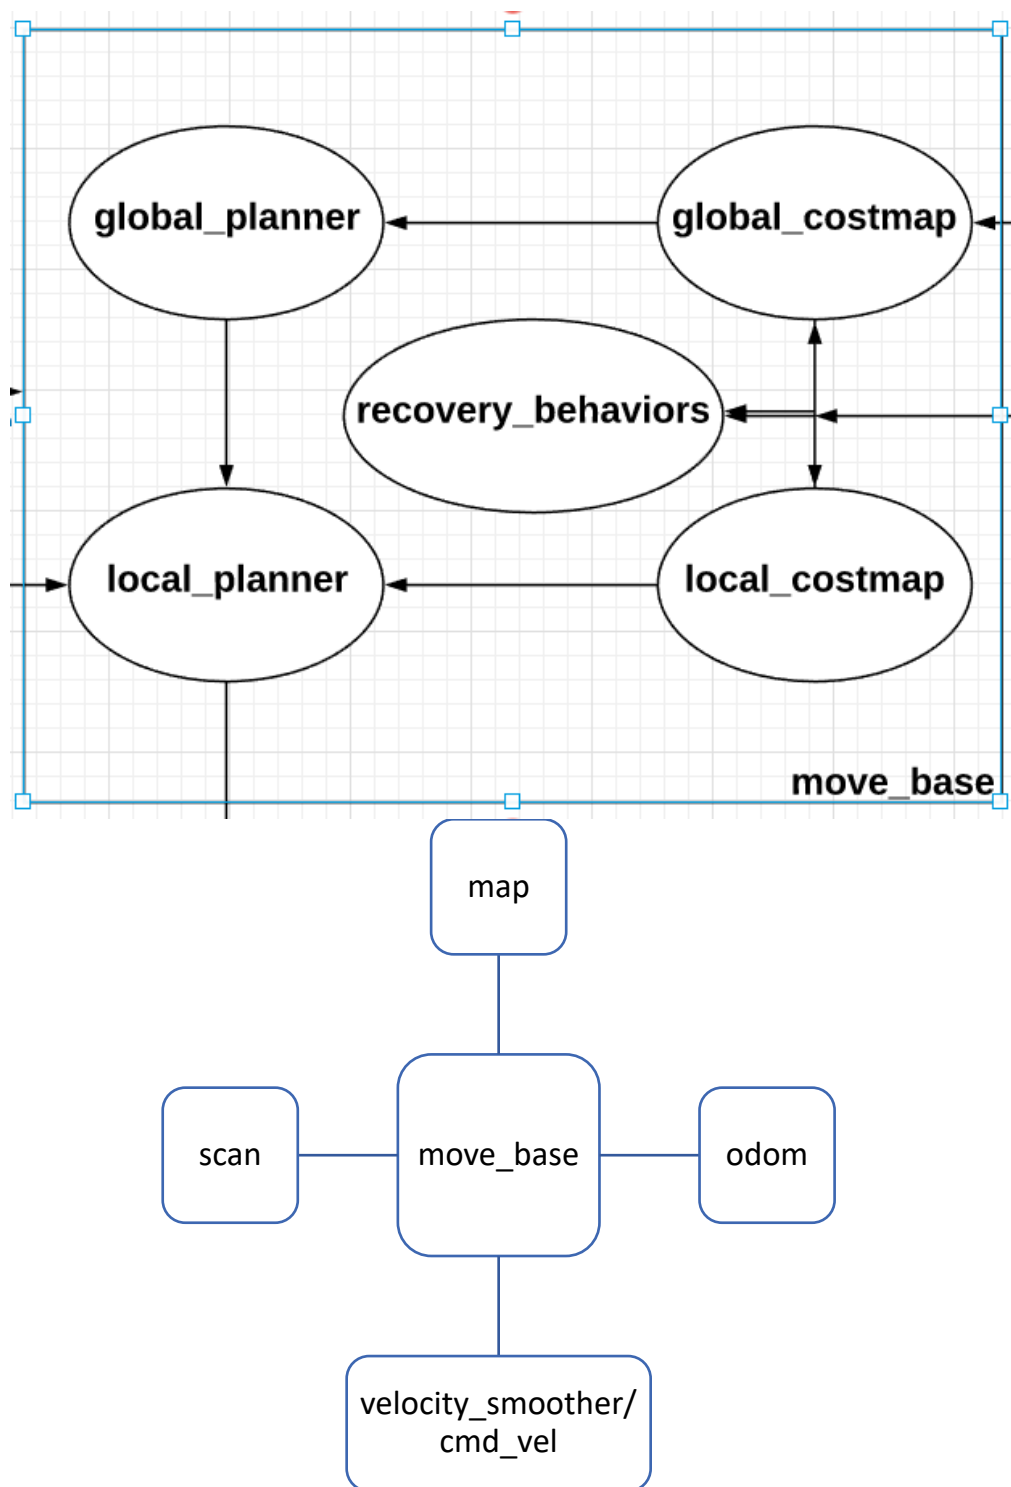 global_planner
global_costmap
recovery_behaviors
local_planner
local_costmap
move_base
map
scan
move_base
odom
velocity_smoother/
cmd_vel